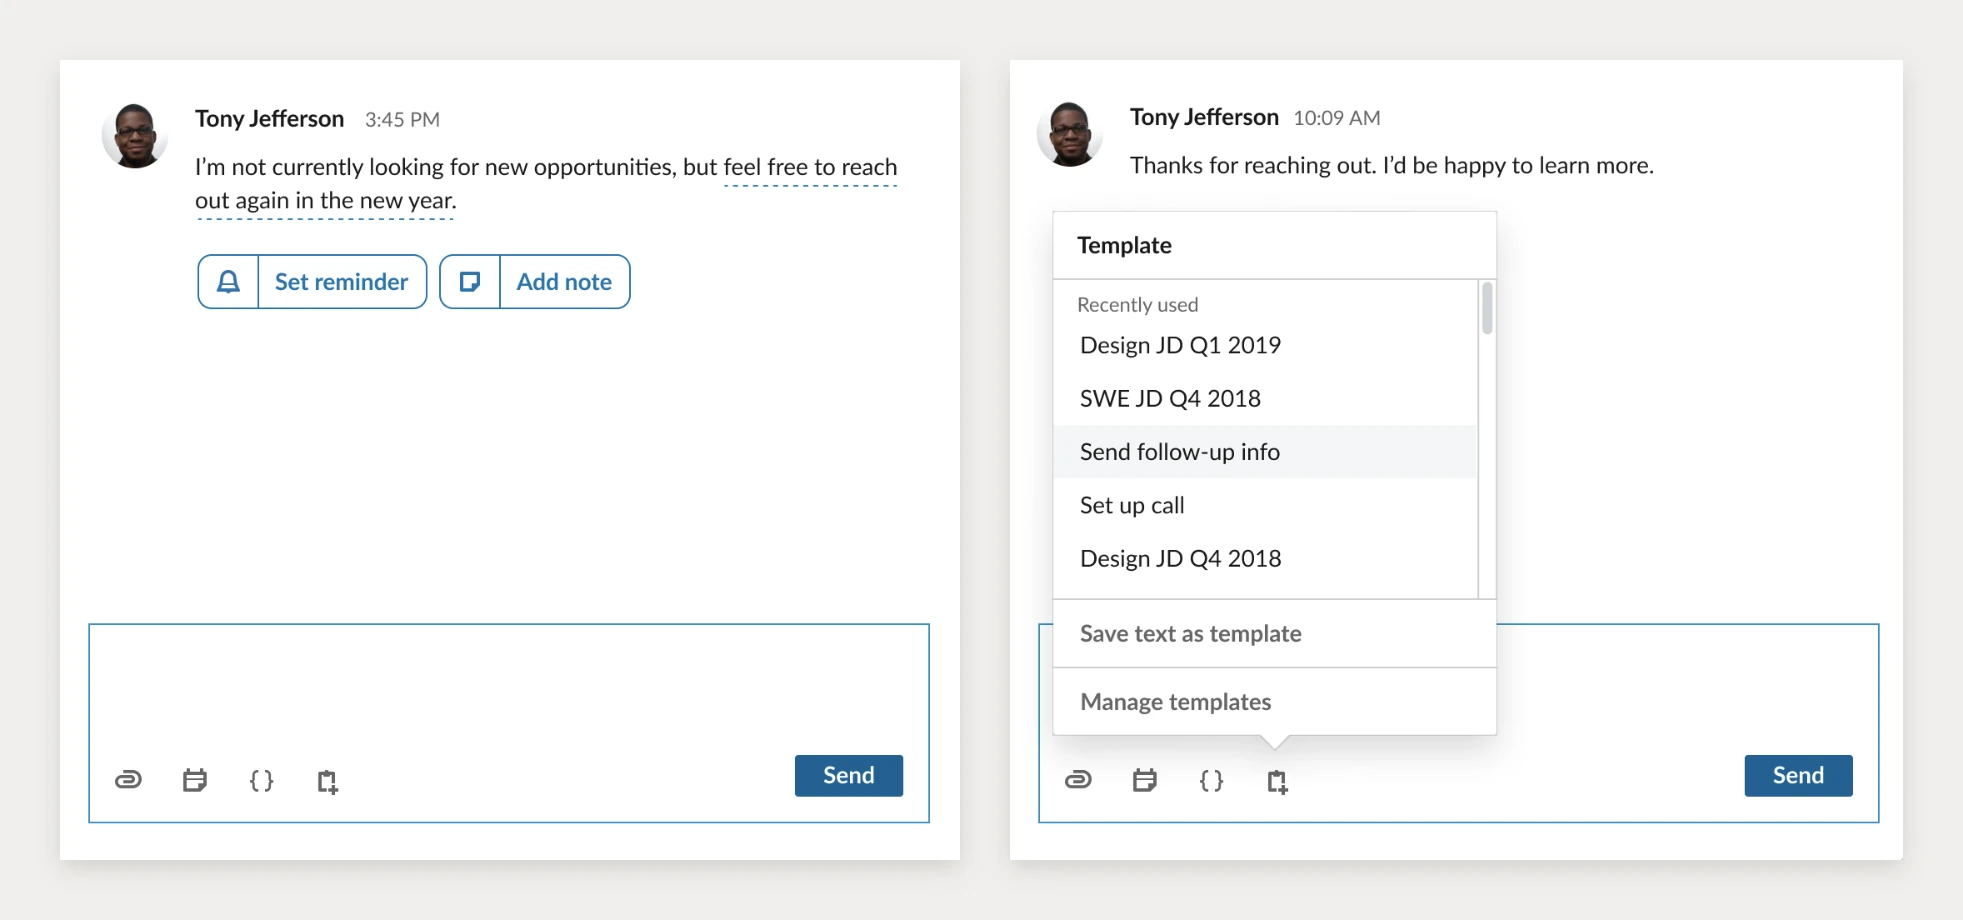 Tony Jefferson 3:45 PM
I’m not currently looking for new opportunities, but feel free to reach
out again in the new year.
Set reminder
Add note
Send
Tony Jefferson 10:09 AM
Thanks for reaching out. I’d be happy to learn more.
Template
Recently used
Design JD Q1 2019
SWE JD Q4 2018
Send follow-up info
Set up call
Design JD Q4 2018
Save text as template
Manage templates
Send